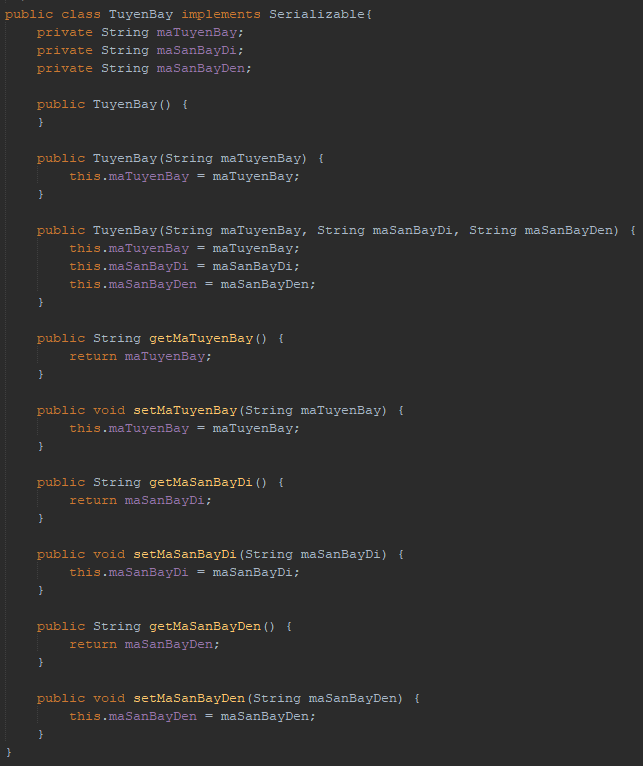 public class TuyenBay implements Serializable{
    private String maTuyenBay;
    private String maSanBayDi;
    private String maSanBayDen;

    public TuyenBay() {
    }

    public TuyenBay(String maTuyenBay) {
        this.maTuyenBay = maTuyenBay;
    }

    public TuyenBay(String maTuyenBay, String maSanBayDi, String maSanBayDen) {
        this.maTuyenBay = maTuyenBay;
        this.maSanBayDi = maSanBayDi;
        this.maSanBayDen = maSanBayDen;
    }

    public String getMaTuyenBay() {
        return maTuyenBay;
    }

    public void setMaTuyenBay(String maTuyenBay) {
        this.maTuyenBay = maTuyenBay;
    }

    public String getMaSanBayDi() {
        return maSanBayDi;
    }

    public void setMaSanBayDi(String maSanBayDi) {
        this.maSanBayDi = maSanBayDi;
    }

    public String getMaSanBayDen() {
        return maSanBayDen;
    }

    public void setMaSanBayDen(String maSanBayDen) {
        this.maSanBayDen = maSanBayDen;
    }
}